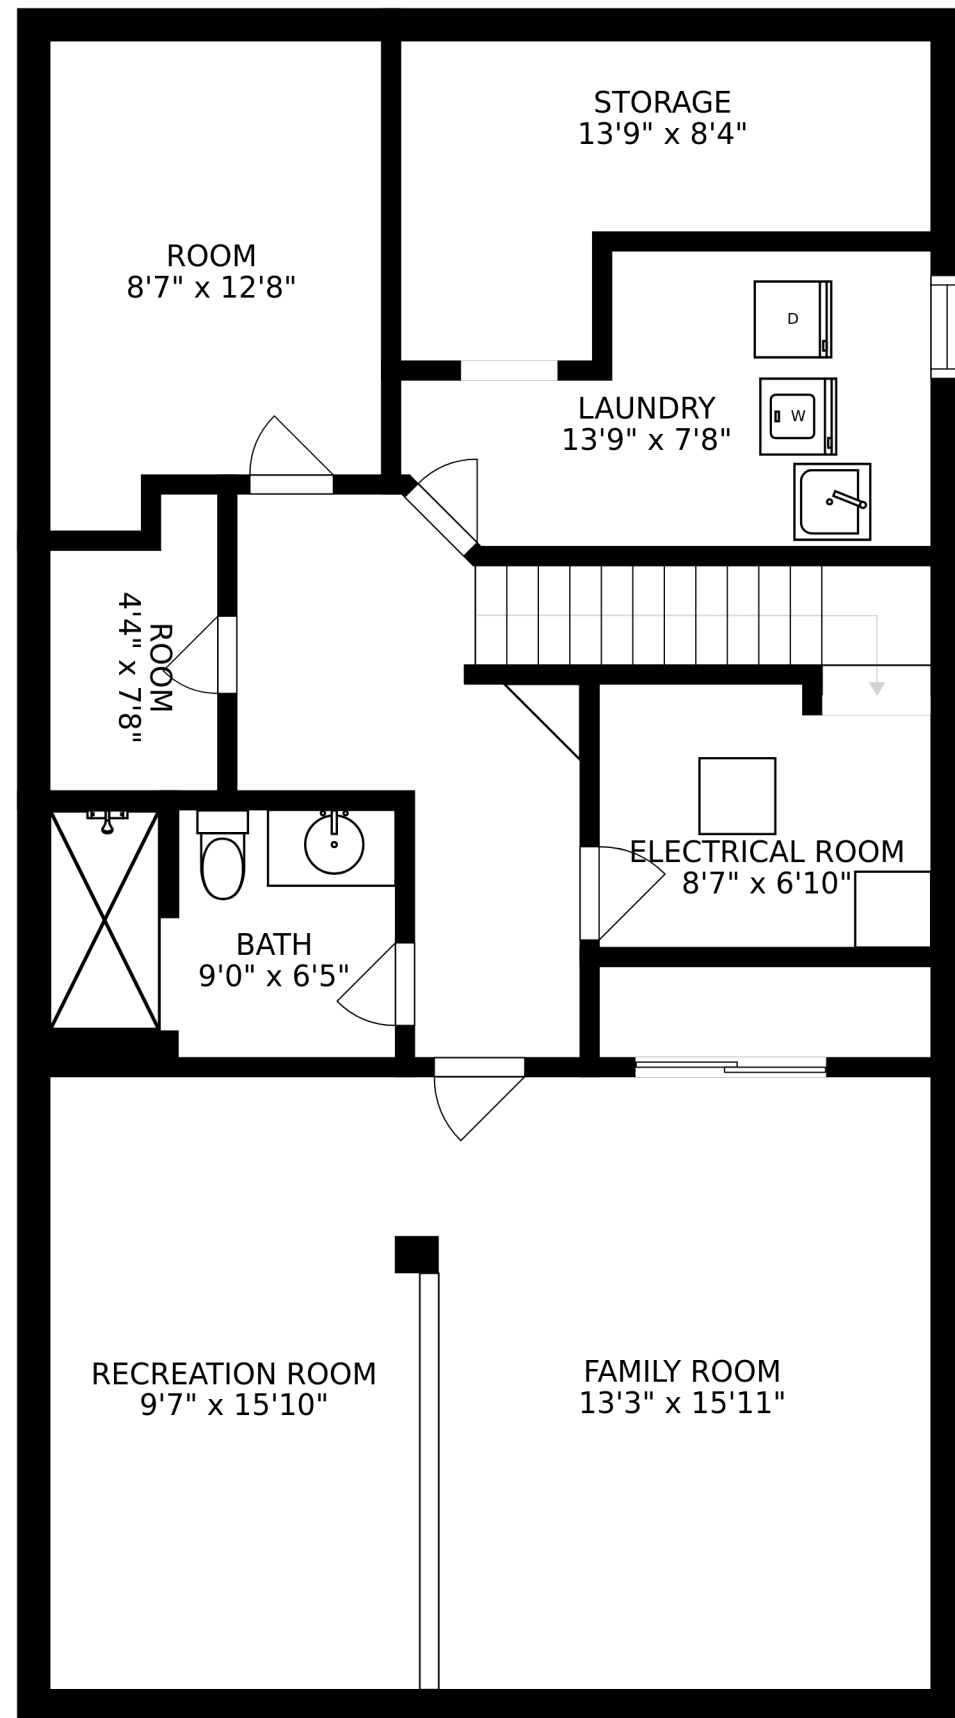 STORAGE
13'9" x 8'4"
ROOM
8'7" x 12'8"
D
LAUNDRY
13'9" x 7'8"
W
ROOM
4'4" x 7'8"
ELECTRICAL ROOM
8'7" x 6'10"
BATH
9'0" x 6'5"
RECREATION ROOM
9'7" x 15'10"
FAMILY ROOM
13'3" x 15'11"